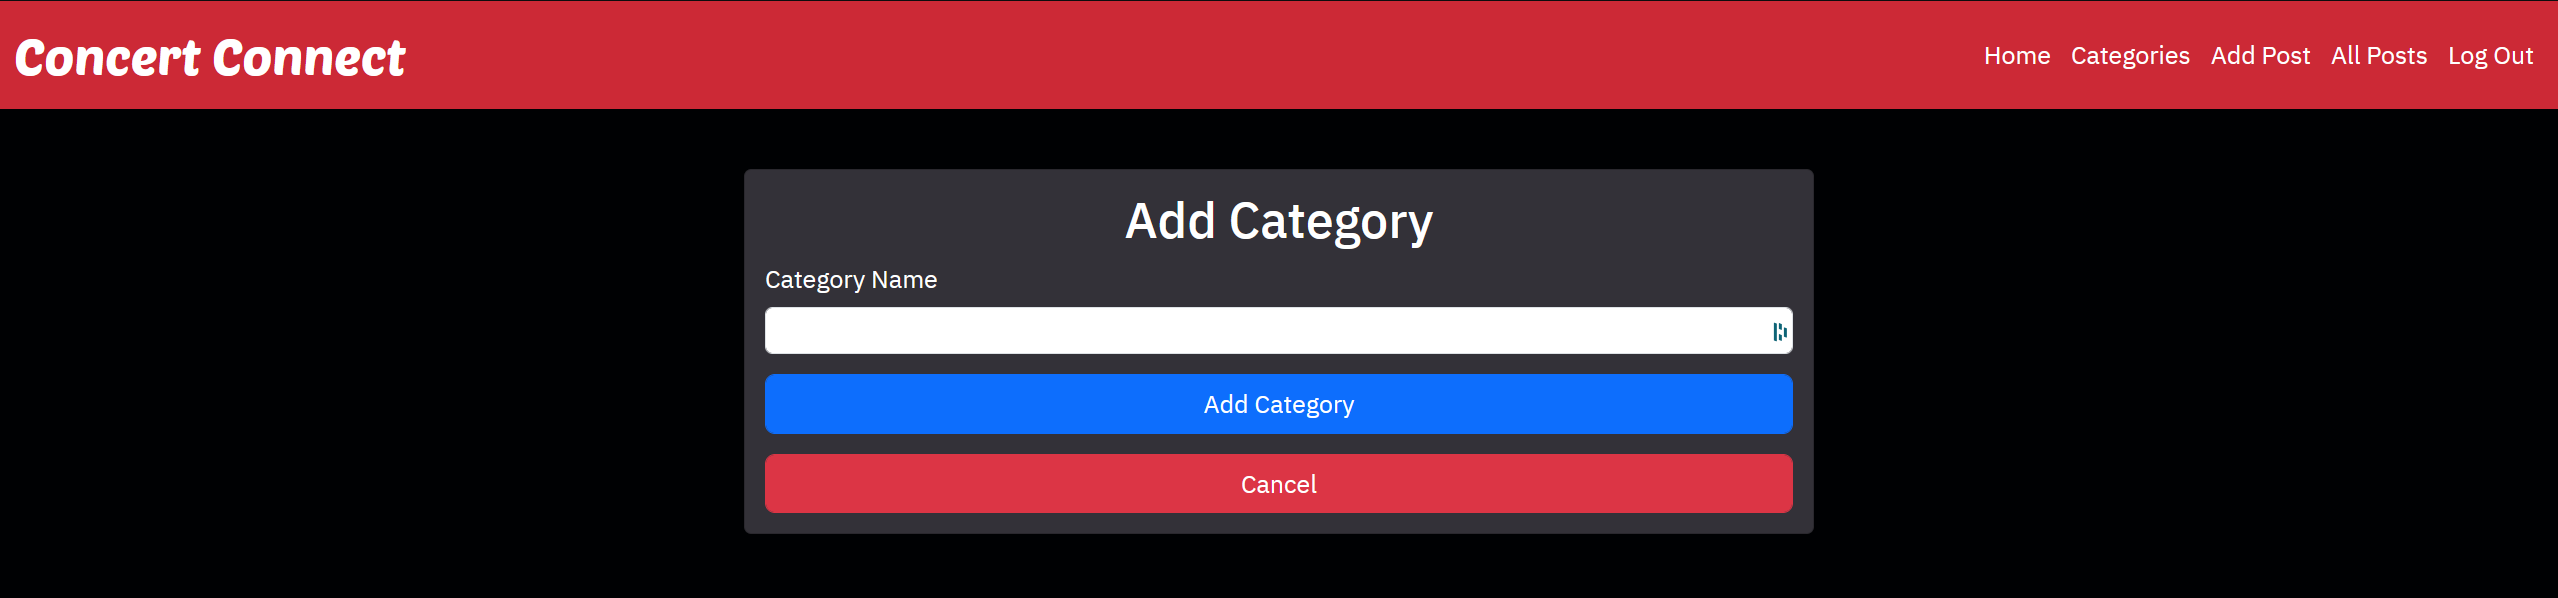 Concert Connect
Home Categories Add Post All Posts Log Out
Add Category
Category Name
Add Category
Cancel